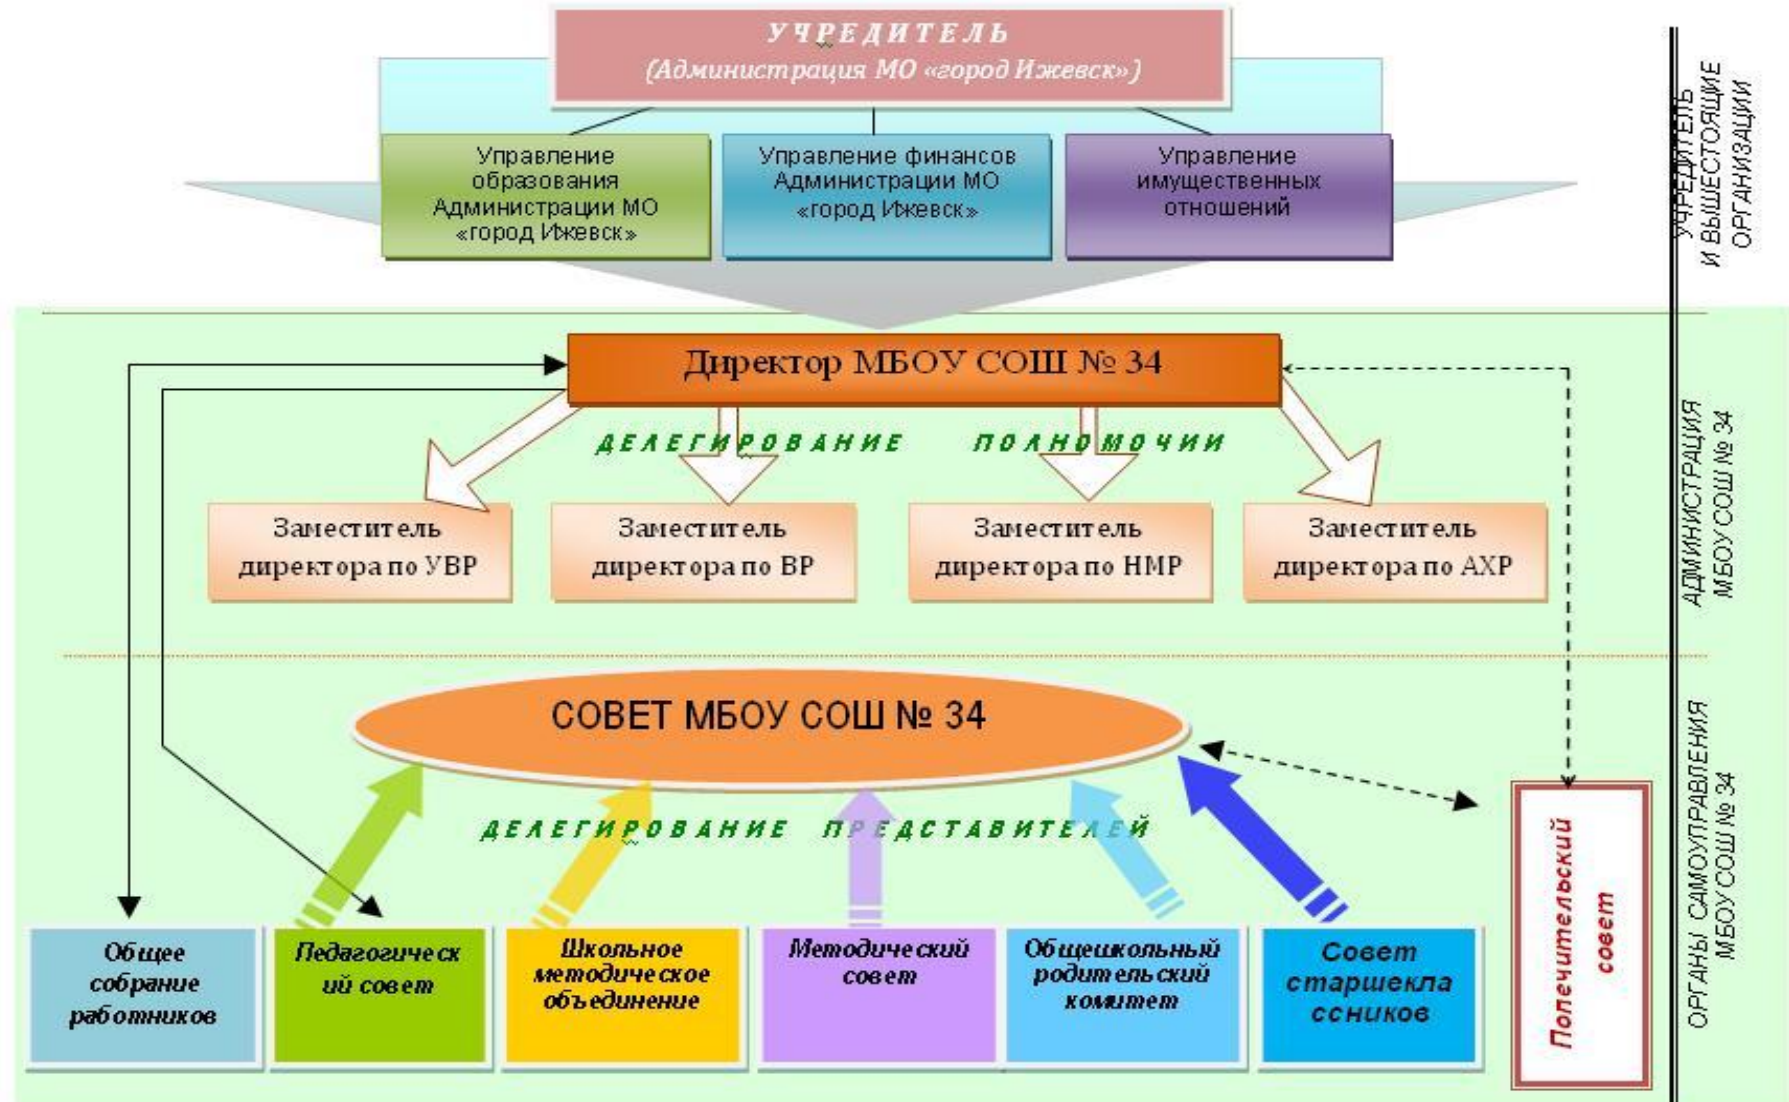 УЧРЕДИТЕЛЬ
(Администрация МО «город Ижевск»)
Управление
образования
Администрации МО
«город Ижевск»
Управление финансов
Администрации МО
«город Ижевск»
Управление
имущественных
отношений
УЧРЕДИТЕЛЬ
И ВЫШЕСТОЯЩИЕ
ОРГАНИЗАЦИИ
Директор МБОУ СОШ № 34
ДЕЛЕГИРОВАНИЕ ПОЛНОМОЧИИ
Заместитель
директора по УВР
Заместитель
директора по ВР
Заместитель
директора по НМР
Заместитель
директора по АХР
АДМИНИСТРАЦИЯ
МБОУ СОШ № 34
СОВЕТ МБОУ СОШ № 34
ДЕЛЕГИРОВАНИЕ ПРЕДСТАВИТЕЛЕЙ
Общее
собрание
работников
Педагогическ
ий совет
Школьное
методическое
объединение
Методический
совет
Общешкольный
родительский
комитет
Совет
старшекла
ссников
Попечительский
совет
ОРГАНЫ САМОУПРАВЛЕНИЯ
МБОУ СОШ № 34